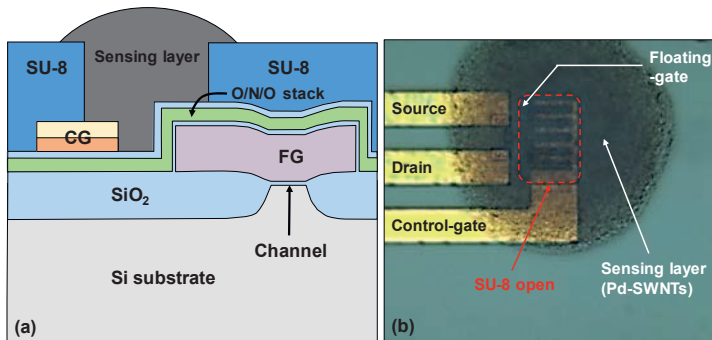 Sensing layer
SU-8
SU-8
O/N/O stack
CG
FG
SiO₂
Channel
Si substrate
(a)
Floating
-gate
Source
Drain
Control-gate
SU-8 open
Sensing layer
(Pd-SWNTs)
(b)